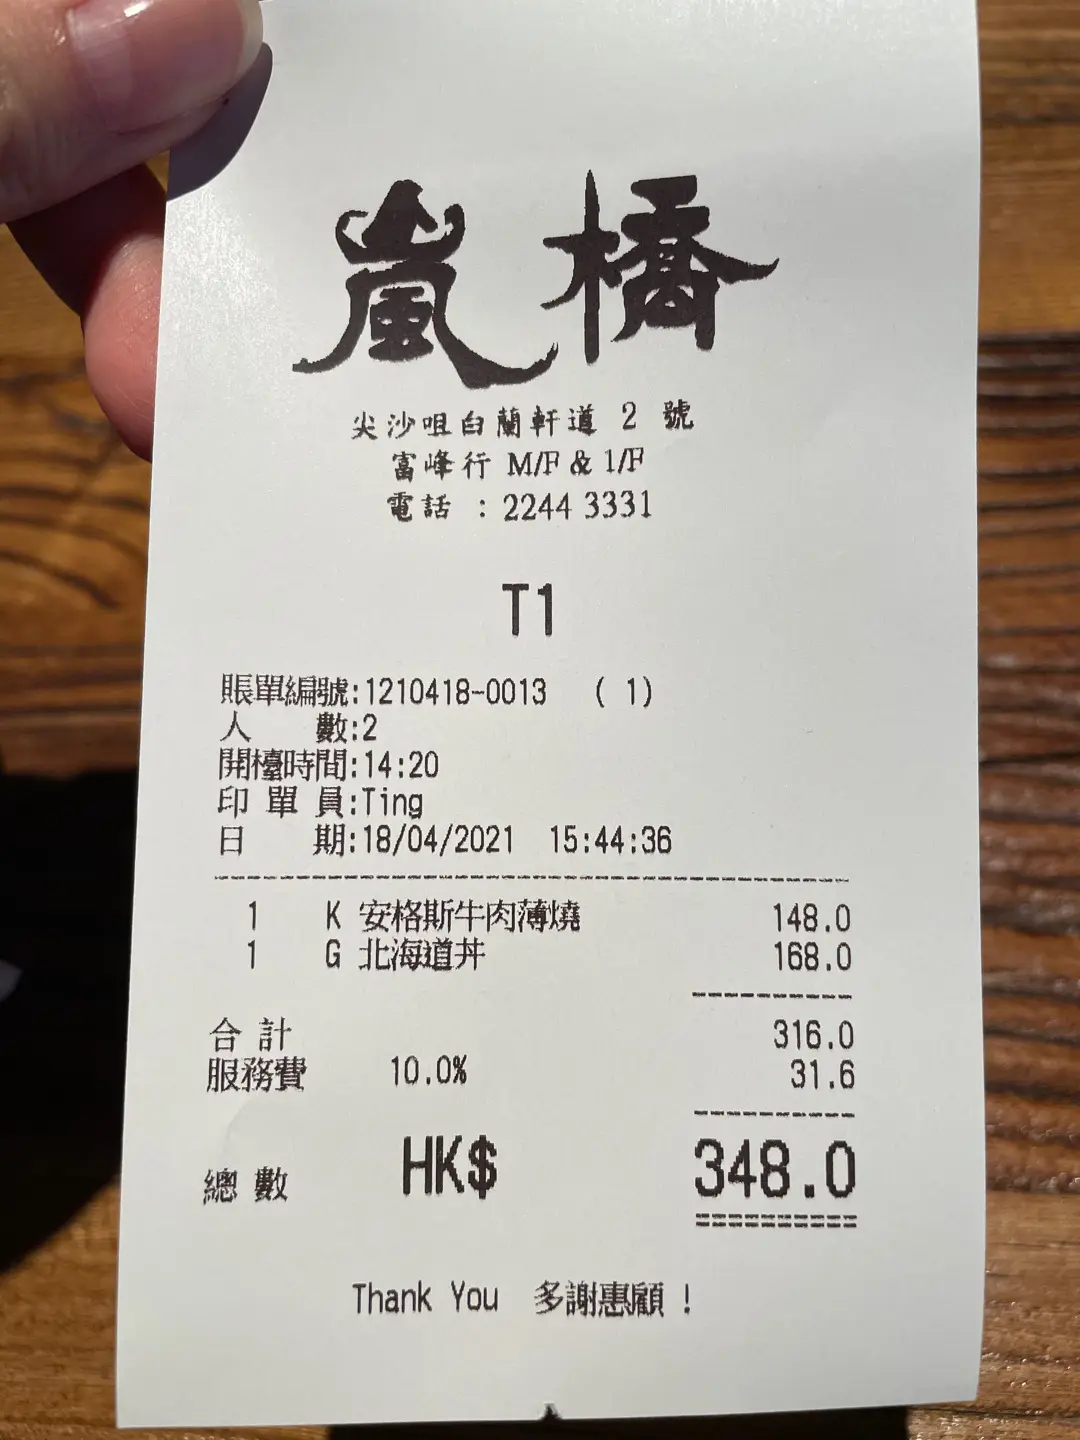 嵐橋
尖沙咀白蘭軒道 2 號
富峰行 M/F & 1/F
電話 : 2244 3331
T1
賬單編號:1210418-0013 ( 1)
人 數:2
開檯時間:14:20
印 單 員:Ting
日 期:18/04/2021 15:44:36
1 K 安格斯牛肉薄燒 148.0
1 G 北海道丼 168.0
合 計 316.0
服務費 10.0% 31.6
總 數 HK$ 348.0
Thank You 多謝惠顧 !